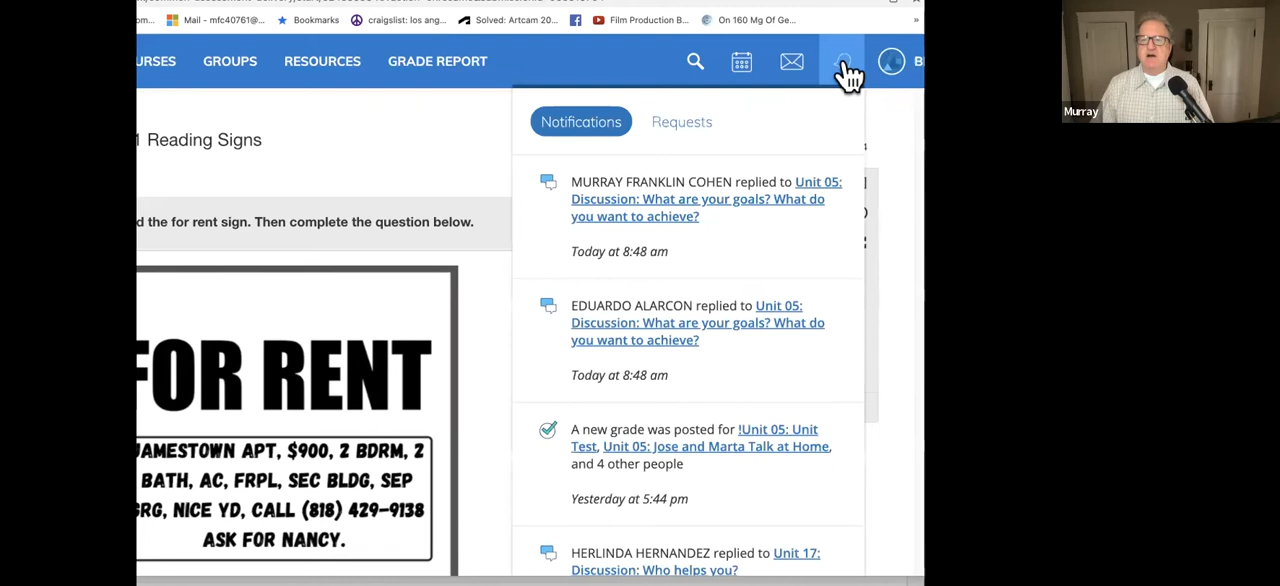 Mail - mfc40761@... Bookmarks craigslist: los ang... Solved: Artcam 20... Film Production B... On 160 Mg Of Ge... »
URSES GROUPS RESOURCES GRADE REPORT
Murray
Notifications Requests
1 Reading Signs
MURRAY FRANKLIN COHEN replied to Unit 05:
Discussion: What are your goals? What do
you want to achieve?
d the for rent sign. Then complete the question below.
Today at 8:48 am
EDUARDO ALARCON replied to Unit 05:
Discussion: What are your goals? What do
you want to achieve?
Today at 8:48 am
FOR RENT
JAMESTOWN APT, $900, 2 BDRM, 2
BATH, AC, FRPL, SEC BLDG, SEP
GRG, NICE YD, CALL (818) 429-9138
ASK FOR NANCY.
A new grade was posted for !Unit 05: Unit
Test, Unit 05: Jose and Marta Talk at Home,
and 4 other people
Yesterday at 5:44 pm
HERLINDA HERNANDEZ replied to Unit 17:
Discussion: Who helps you?